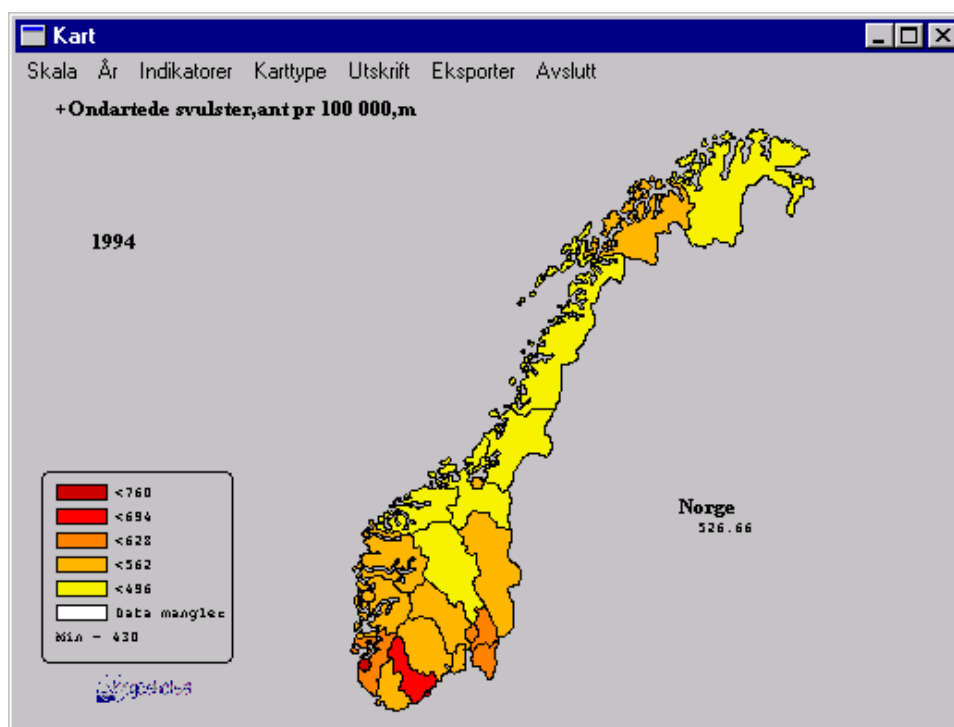 Kart
Skala År Indikatorer Karttype Utskrift Eksporter Avslutt
+Ondartede svulster,ant pr 100 000,m
1994
<760
<694
<628
<562
<496
Data mangler
Min - 430
Norge
526.66